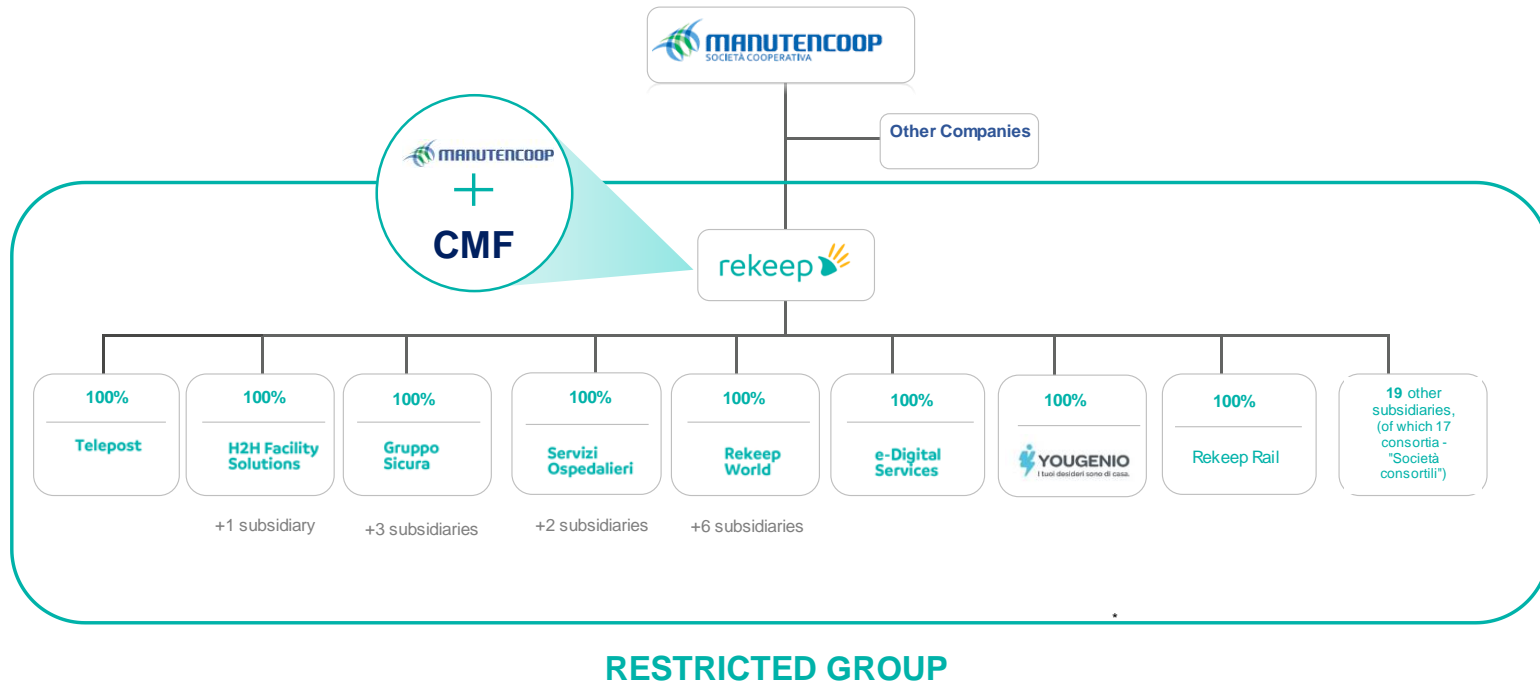 MANUTENCOOP
SOCIETÀ COOPERATIVA
Other Companies
MANUTENCOOP
+
CMF
rekeep
100%
Telepost
100%
H2H Facility
Solutions
+1 subsidiary
100%
Gruppo
Sicura
+3 subsidiaries
100%
Servizi
Ospedalieri
+2 subsidiaries
100%
Rekeep
World
+6 subsidiaries
100%
e-Digital
Services
100%
YOUGENIO
I tuoi desideri sono di casa.
100%
Rekeep Rail
19 other
subsidiaries,
(of which 17
consortia -
"Società
consortili")
*
RESTRICTED GROUP